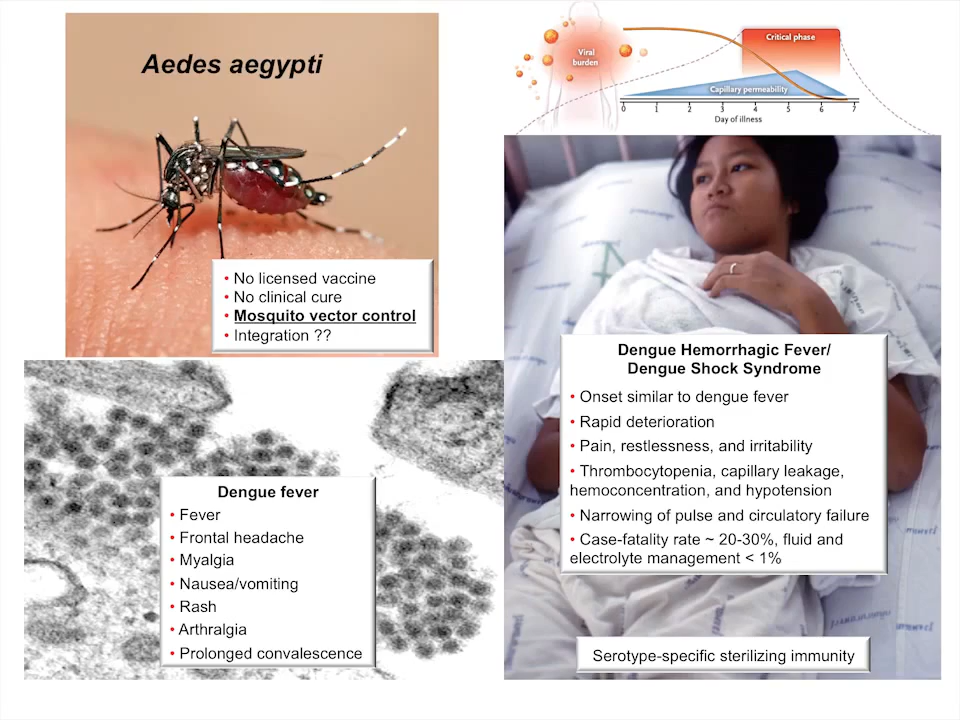 Aedes aegypti
• No licensed vaccine
• No clinical cure
• Mosquito vector control
• Integration ??
Viral
burden
Critical phase
Capillary permeability
0 1 2 3 4 5 6 7
Day of illness
Dengue Hemorrhagic Fever/
Dengue Shock Syndrome
• Onset similar to dengue fever
• Rapid deterioration
• Pain, restlessness, and irritability
• Thrombocytopenia, capillary leakage,
hemoconcentration, and hypotension
• Narrowing of pulse and circulatory failure
• Case-fatality rate ~ 20-30%, fluid and
electrolyte management < 1%
Dengue fever
• Fever
• Frontal headache
• Myalgia
• Nausea/vomiting
• Rash
• Arthralgia
• Prolonged convalescence
Serotype-specific sterilizing immunity